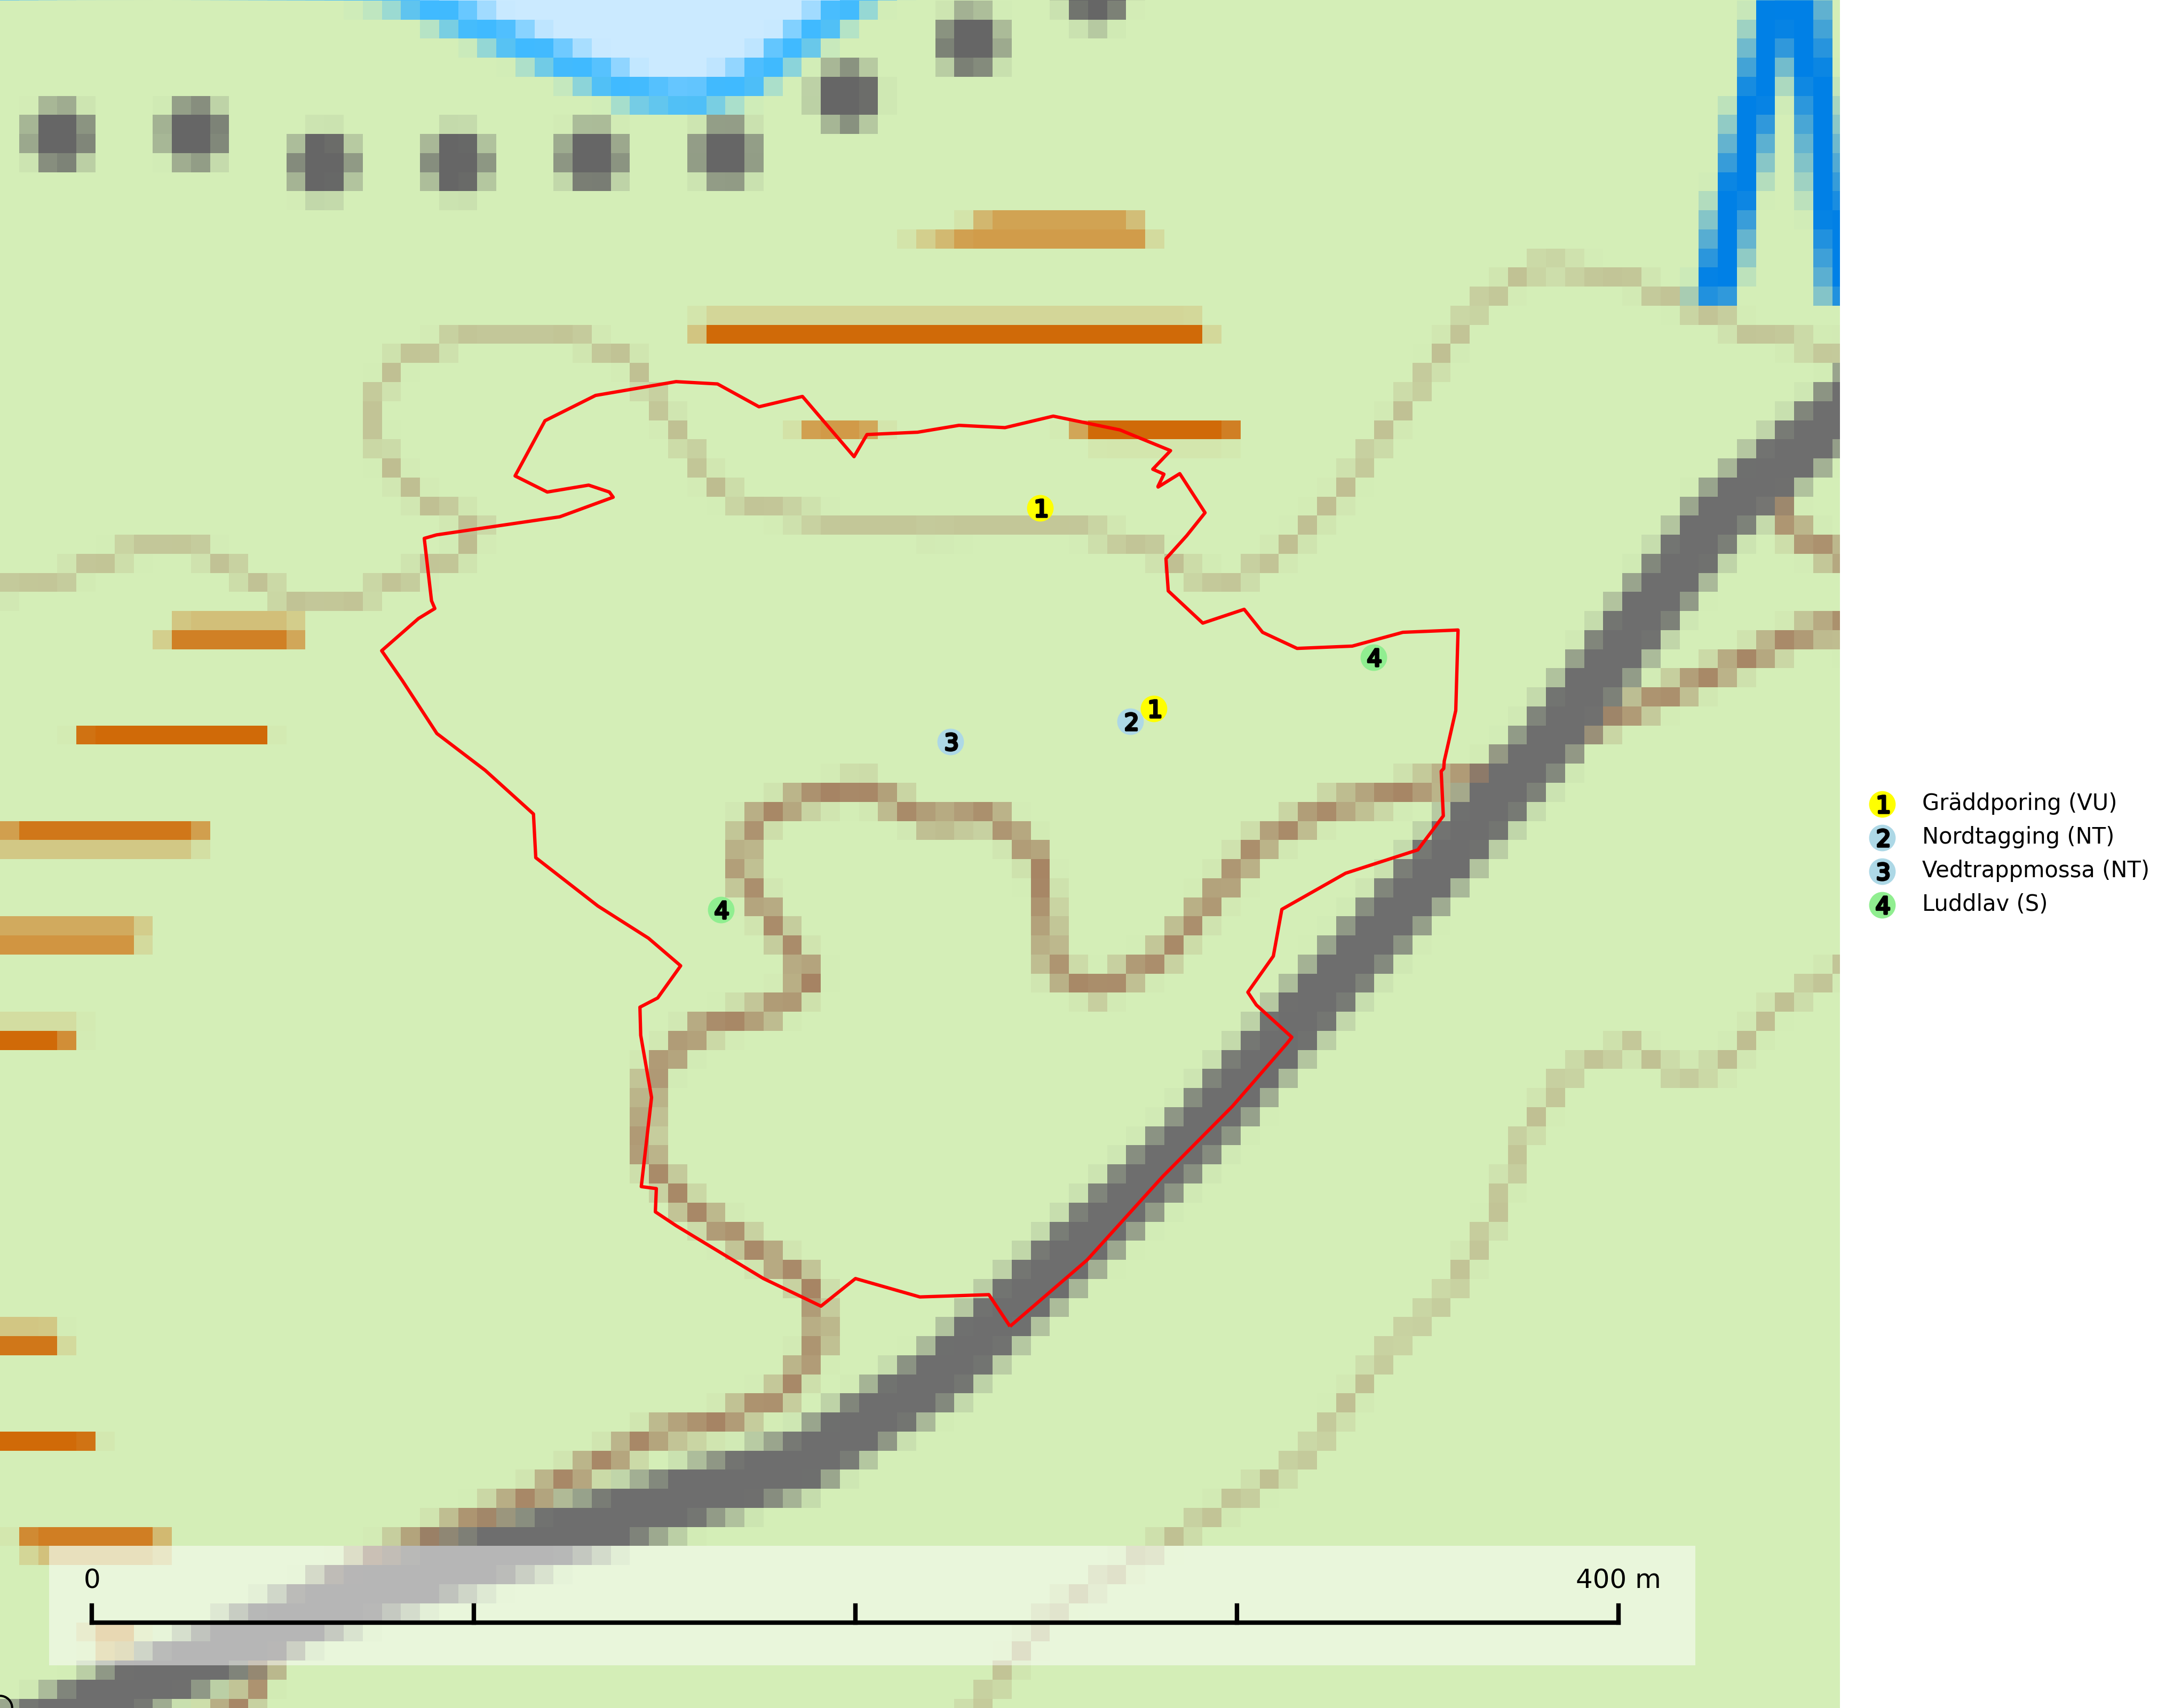 1
4
1
2
3
4
1 Gräddporing (VU)
2 Nordtagging (NT)
3 Vedtrappmossa (NT)
4 Luddlav (S)
0 400 m